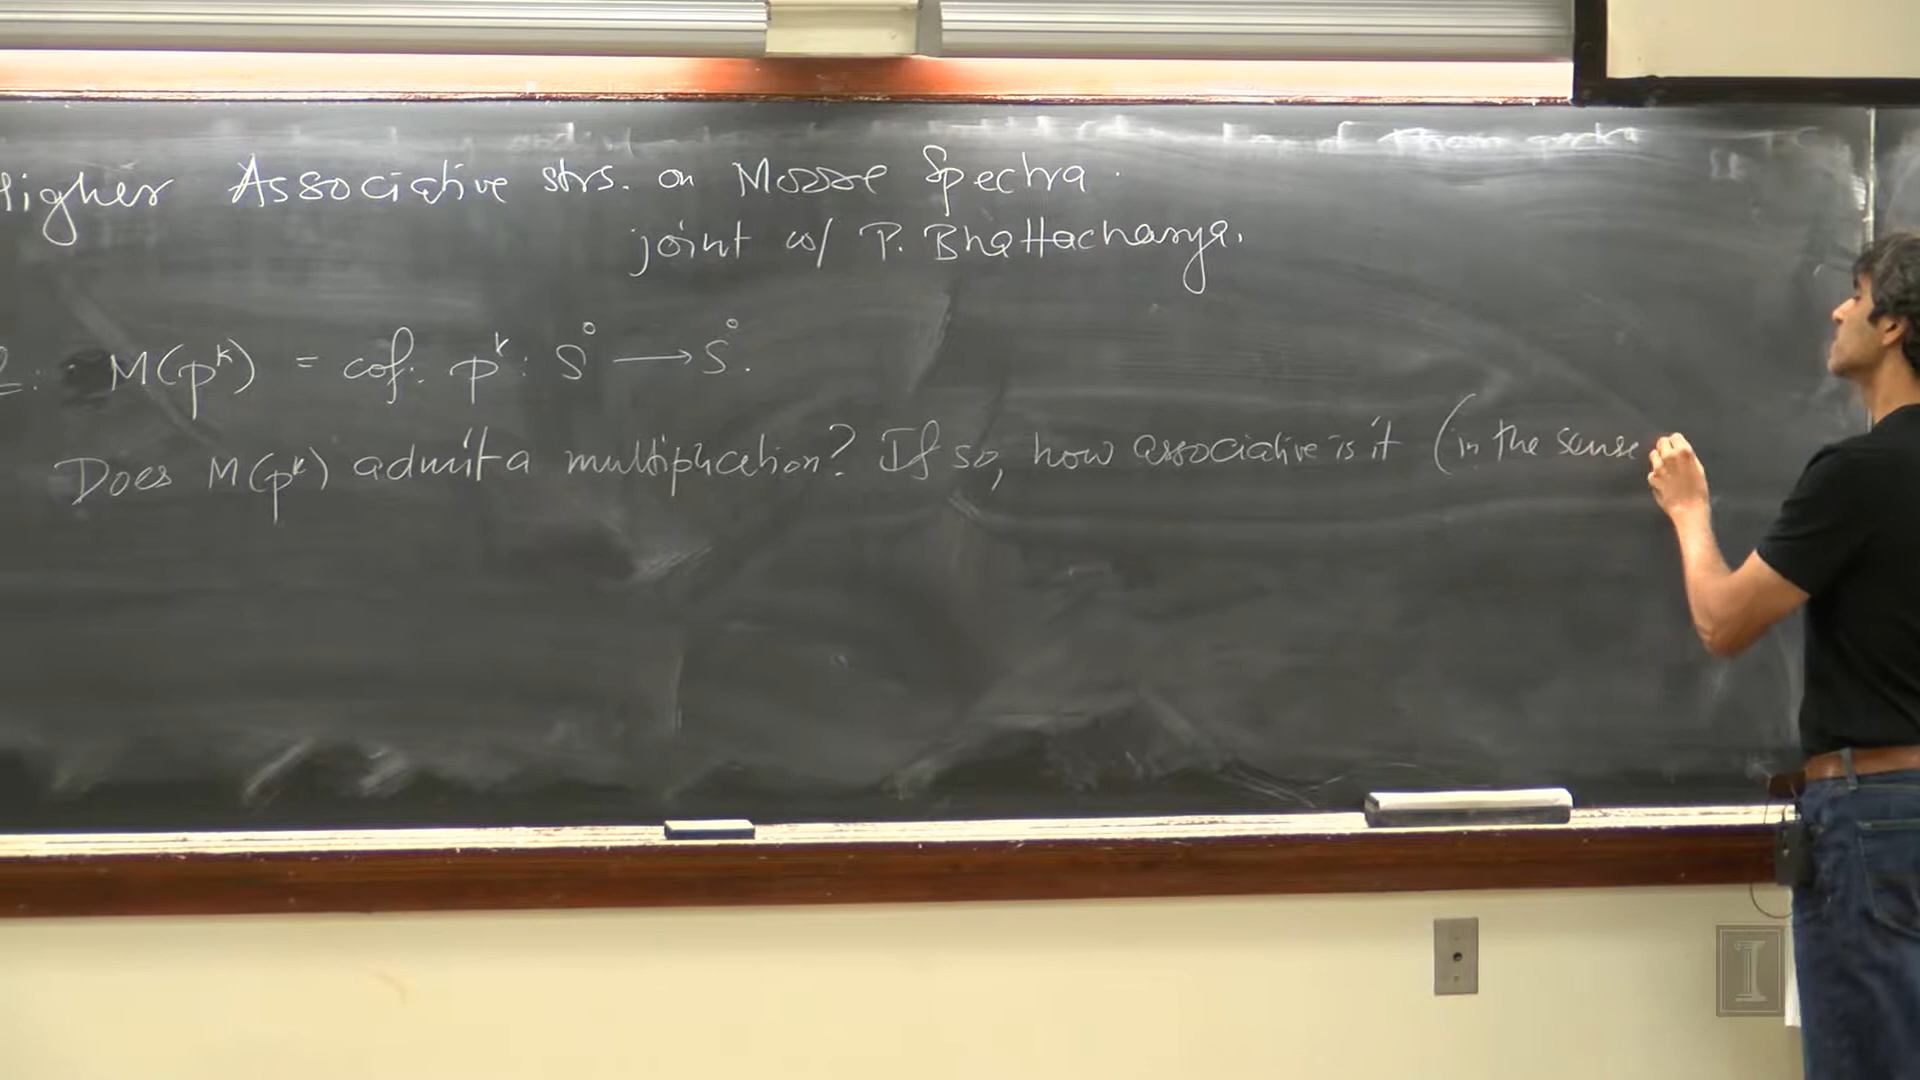 Higher Associative strs. on Moore Spectra.
joint w/ P. Bhattacharya.
M(p^k) = cof. p^k : S^0 ⟶ S^0.
Does M(p^k) admit a multiplication? If so, how associative is it (in the sense
I